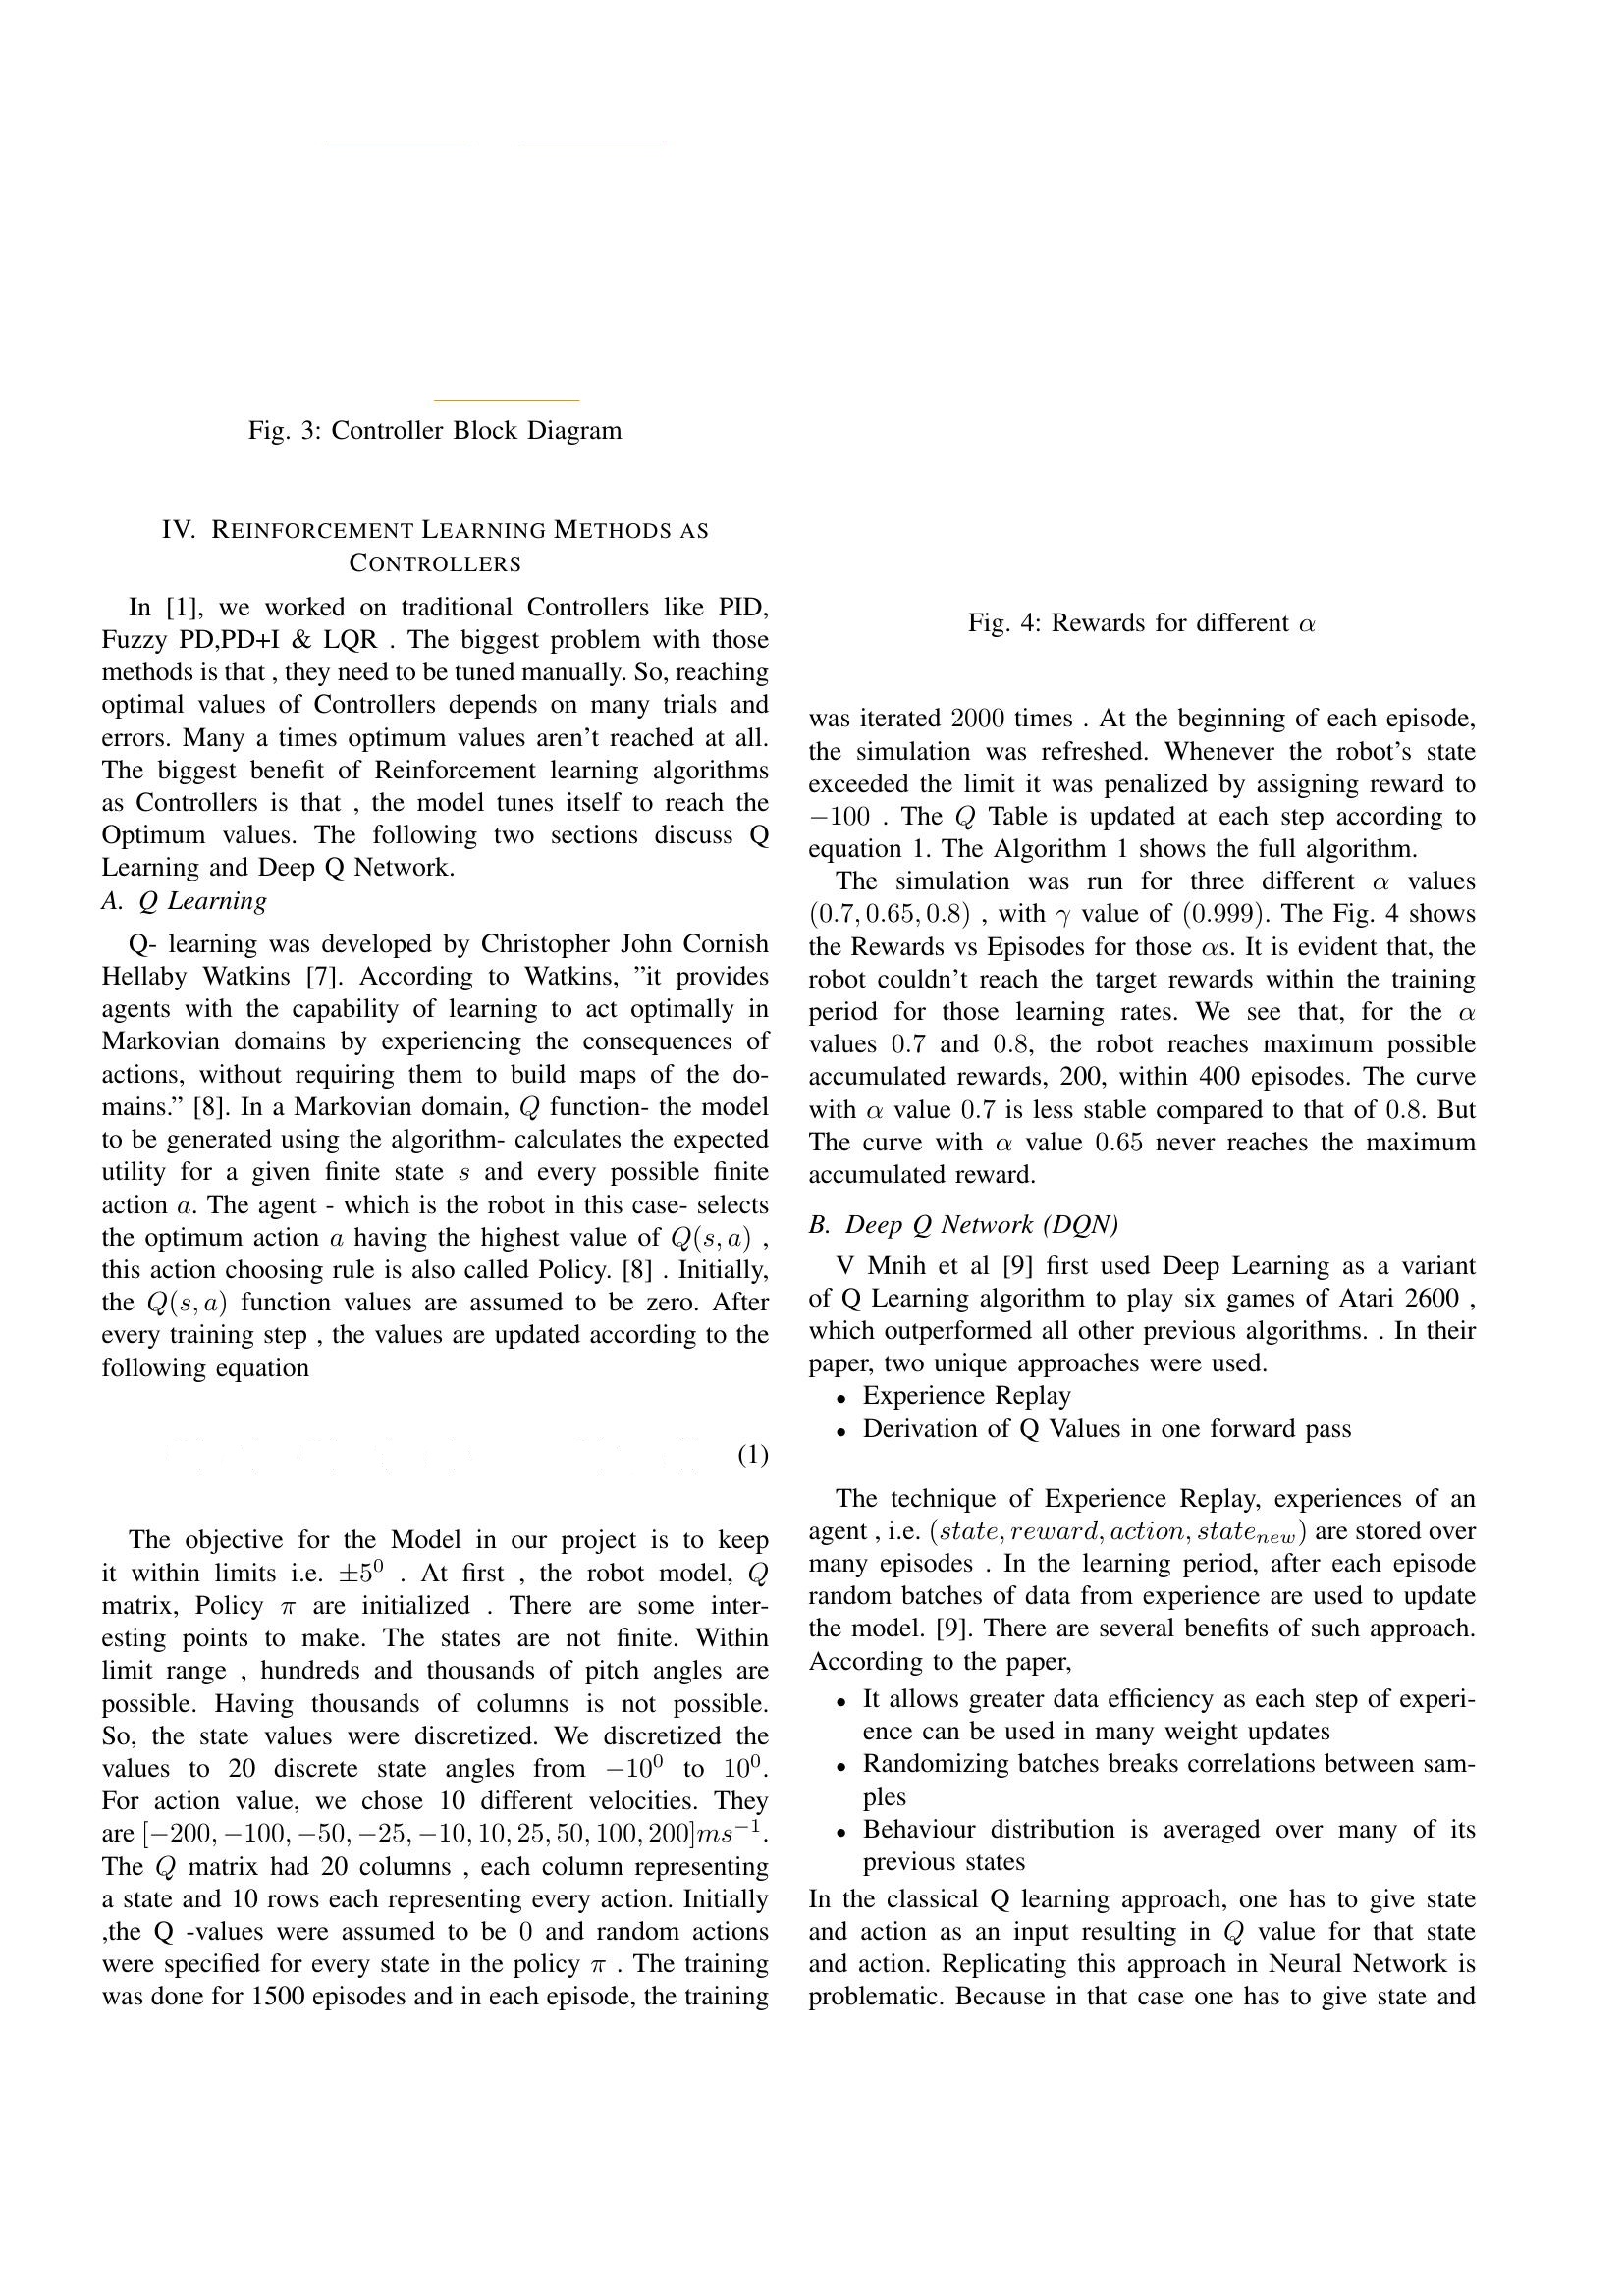 Fig. 3: Controller Block Diagram
IV. REINFORCEMENT LEARNING METHODS AS
CONTROLLERS
In [1], we worked on traditional Controllers like PID,
Fuzzy PD,PD+I & LQR . The biggest problem with those
methods is that , they need to be tuned manually. So, reaching
optimal values of Controllers depends on many trials and
errors. Many a times optimum values aren't reached at all.
The biggest benefit of Reinforcement learning algorithms
as Controllers is that , the model tunes itself to reach the
Optimum values. The following two sections discuss Q
Learning and Deep Q Network.
A. Q Learning
Q- learning was developed by Christopher John Cornish
Hellaby Watkins [7]. According to Watkins, ”it provides
agents with the capability of learning to act optimally in
Markovian domains by experiencing the consequences of
actions, without requiring them to build maps of the do-
mains.” [8]. In a Markovian domain, Q function- the model
to be generated using the algorithm- calculates the expected
utility for a given finite state s and every possible finite
action a. The agent - which is the robot in this case- selects
the optimum action a having the highest value of Q(s, a) ,
this action choosing rule is also called Policy. [8] . Initially,
the Q(s, a) function values are assumed to be zero. After
every training step , the values are updated according to the
following equation
(1)
The objective for the Model in our project is to keep
it within limits i.e. ±5⁰ . At first , the robot model, Q
matrix, Policy π are initialized . There are some inter-
esting points to make. The states are not finite. Within
limit range , hundreds and thousands of pitch angles are
possible. Having thousands of columns is not possible.
So, the state values were discretized. We discretized the
values to 20 discrete state angles from −10⁰ to 10⁰.
For action value, we chose 10 different velocities. They
are [−200, −100, −50, −25, −10, 10, 25, 50, 100, 200]ms⁻¹.
The Q matrix had 20 columns , each column representing
a state and 10 rows each representing every action. Initially
,the Q -values were assumed to be 0 and random actions
were specified for every state in the policy π . The training
was done for 1500 episodes and in each episode, the training
Fig. 4: Rewards for different α
was iterated 2000 times . At the beginning of each episode,
the simulation was refreshed. Whenever the robot's state
exceeded the limit it was penalized by assigning reward to
−100 . The Q Table is updated at each step according to
equation 1. The Algorithm 1 shows the full algorithm.
The simulation was run for three different α values
(0.7, 0.65, 0.8) , with γ value of (0.999). The Fig. 4 shows
the Rewards vs Episodes for those αs. It is evident that, the
robot couldn't reach the target rewards within the training
period for those learning rates. We see that, for the α
values 0.7 and 0.8, the robot reaches maximum possible
accumulated rewards, 200, within 400 episodes. The curve
with α value 0.7 is less stable compared to that of 0.8. But
The curve with α value 0.65 never reaches the maximum
accumulated reward.
B. Deep Q Network (DQN)
V Mnih et al [9] first used Deep Learning as a variant
of Q Learning algorithm to play six games of Atari 2600 ,
which outperformed all other previous algorithms. . In their
paper, two unique approaches were used.
• Experience Replay
• Derivation of Q Values in one forward pass
The technique of Experience Replay, experiences of an
agent , i.e. (state, reward, action, state_new) are stored over
many episodes . In the learning period, after each episode
random batches of data from experience are used to update
the model. [9]. There are several benefits of such approach.
According to the paper,
• It allows greater data efficiency as each step of experi-
ence can be used in many weight updates
• Randomizing batches breaks correlations between sam-
ples
• Behaviour distribution is averaged over many of its
previous states
In the classical Q learning approach, one has to give state
and action as an input resulting in Q value for that state
and action. Replicating this approach in Neural Network is
problematic. Because in that case one has to give state and